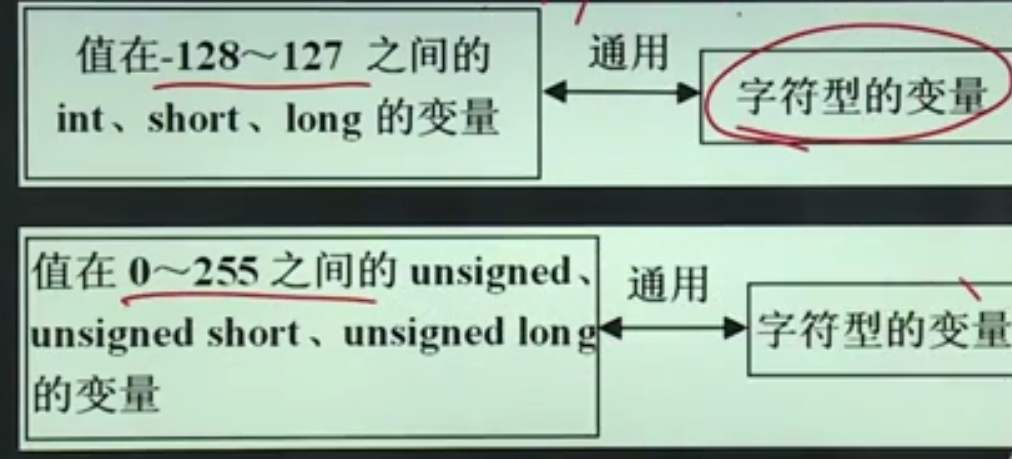 值在-128～127 之间的
int、short、long 的变量
通用
字符型的变量
值在 0～255 之间的 unsigned、
unsigned short、unsigned long
的变量
通用
字符型的变量